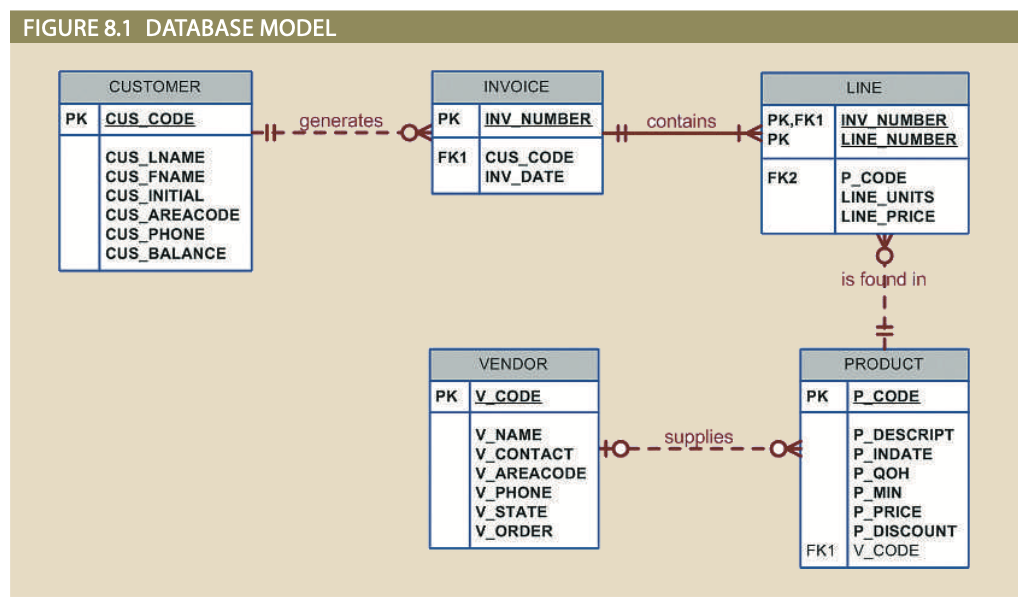 FIGURE 8.1 DATABASE MODEL
CUSTOMER
PK CUS_CODE
CUS_LNAME
CUS_FNAME
CUS_INITIAL
CUS_AREACODE
CUS_PHONE
CUS_BALANCE
generates
INVOICE
PK INV_NUMBER
FK1 CUS_CODE
INV_DATE
contains
LINE
PK,FK1 INV_NUMBER
PK LINE_NUMBER
FK2 P_CODE
LINE_UNITS
LINE_PRICE
is found in
VENDOR
PK V_CODE
V_NAME
V_CONTACT
V_AREACODE
V_PHONE
V_STATE
V_ORDER
supplies
PRODUCT
PK P_CODE
P_DESCRIPT
P_INDATE
P_QOH
P_MIN
P_PRICE
P_DISCOUNT
FK1 V_CODE